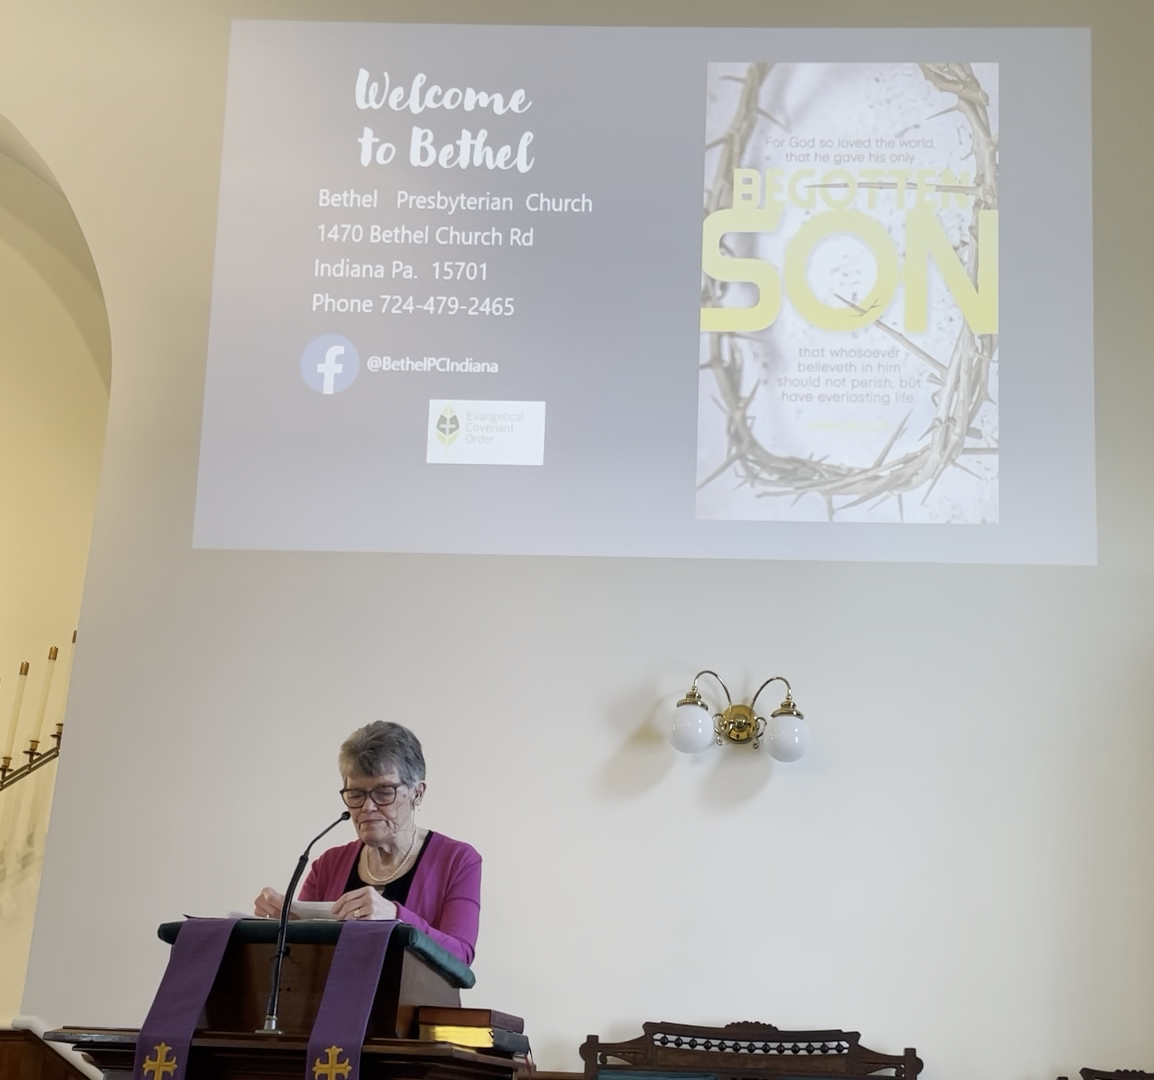 Welcome
to Bethel
Bethel Presbyterian Church
1470 Bethel Church Rd
Indiana Pa. 15701
Phone 724-479-2465
f
@BethelPCIndiana
Evangelical
Covenant
Order
For God so loved the world,
that he gave his only
BEGOTTEN
SON
that whosoever
believeth in him
should not perish, but
have everlasting life.